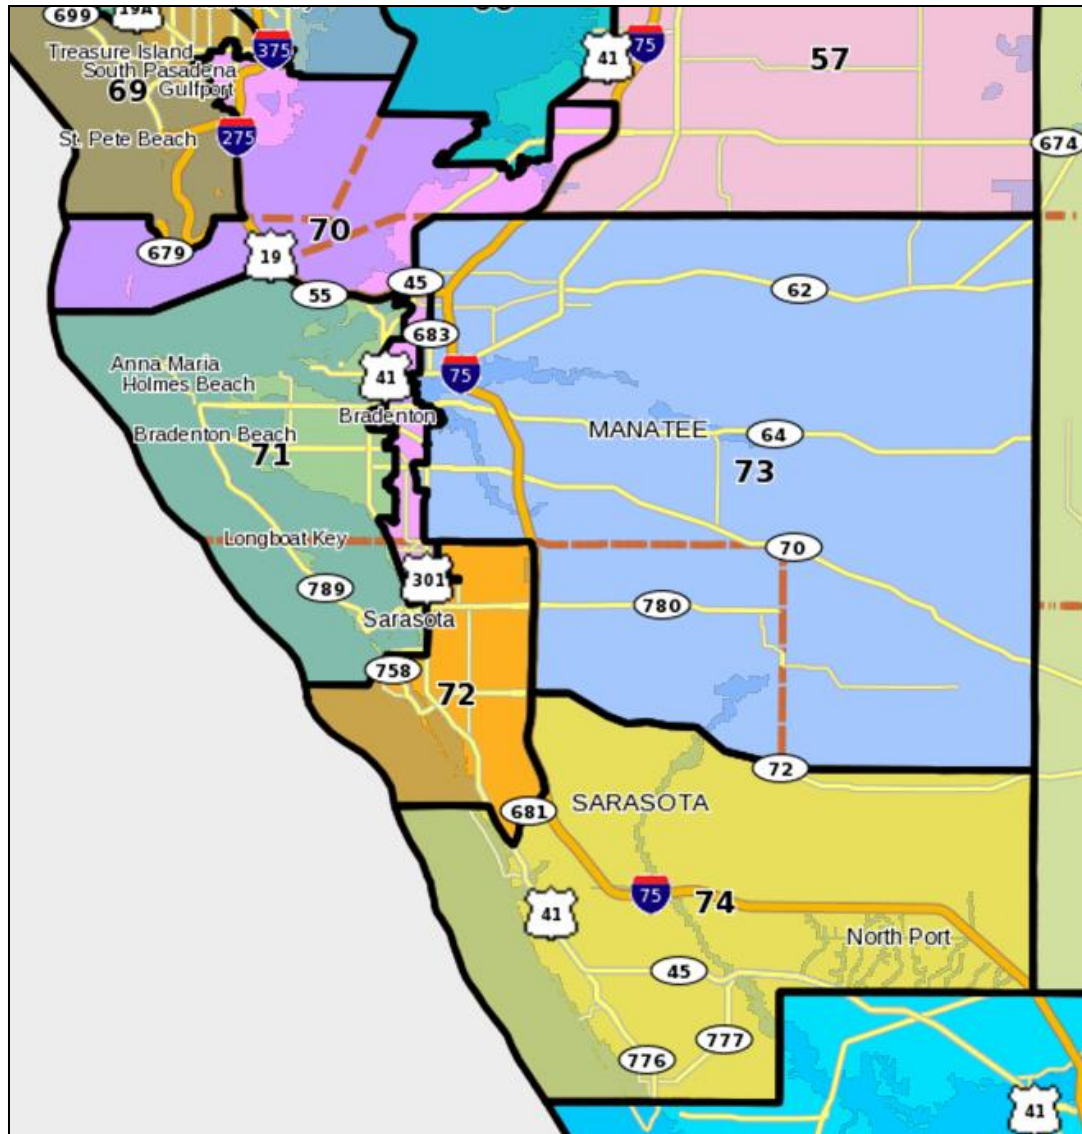 699
19A
375
75
41
57
Treasure Island
South Pasadena
69
Gulfport
St. Pete Beach
275
674
70
679
19
45
55
62
683
75
Anna Maria
Holmes Beach
41
Bradenton
MANATEE
64
Bradenton Beach
71
73
Longboat Key
70
301
789
780
Sarasota
758
72
72
681
SARASOTA
75
74
41
North Port
45
777
776
41